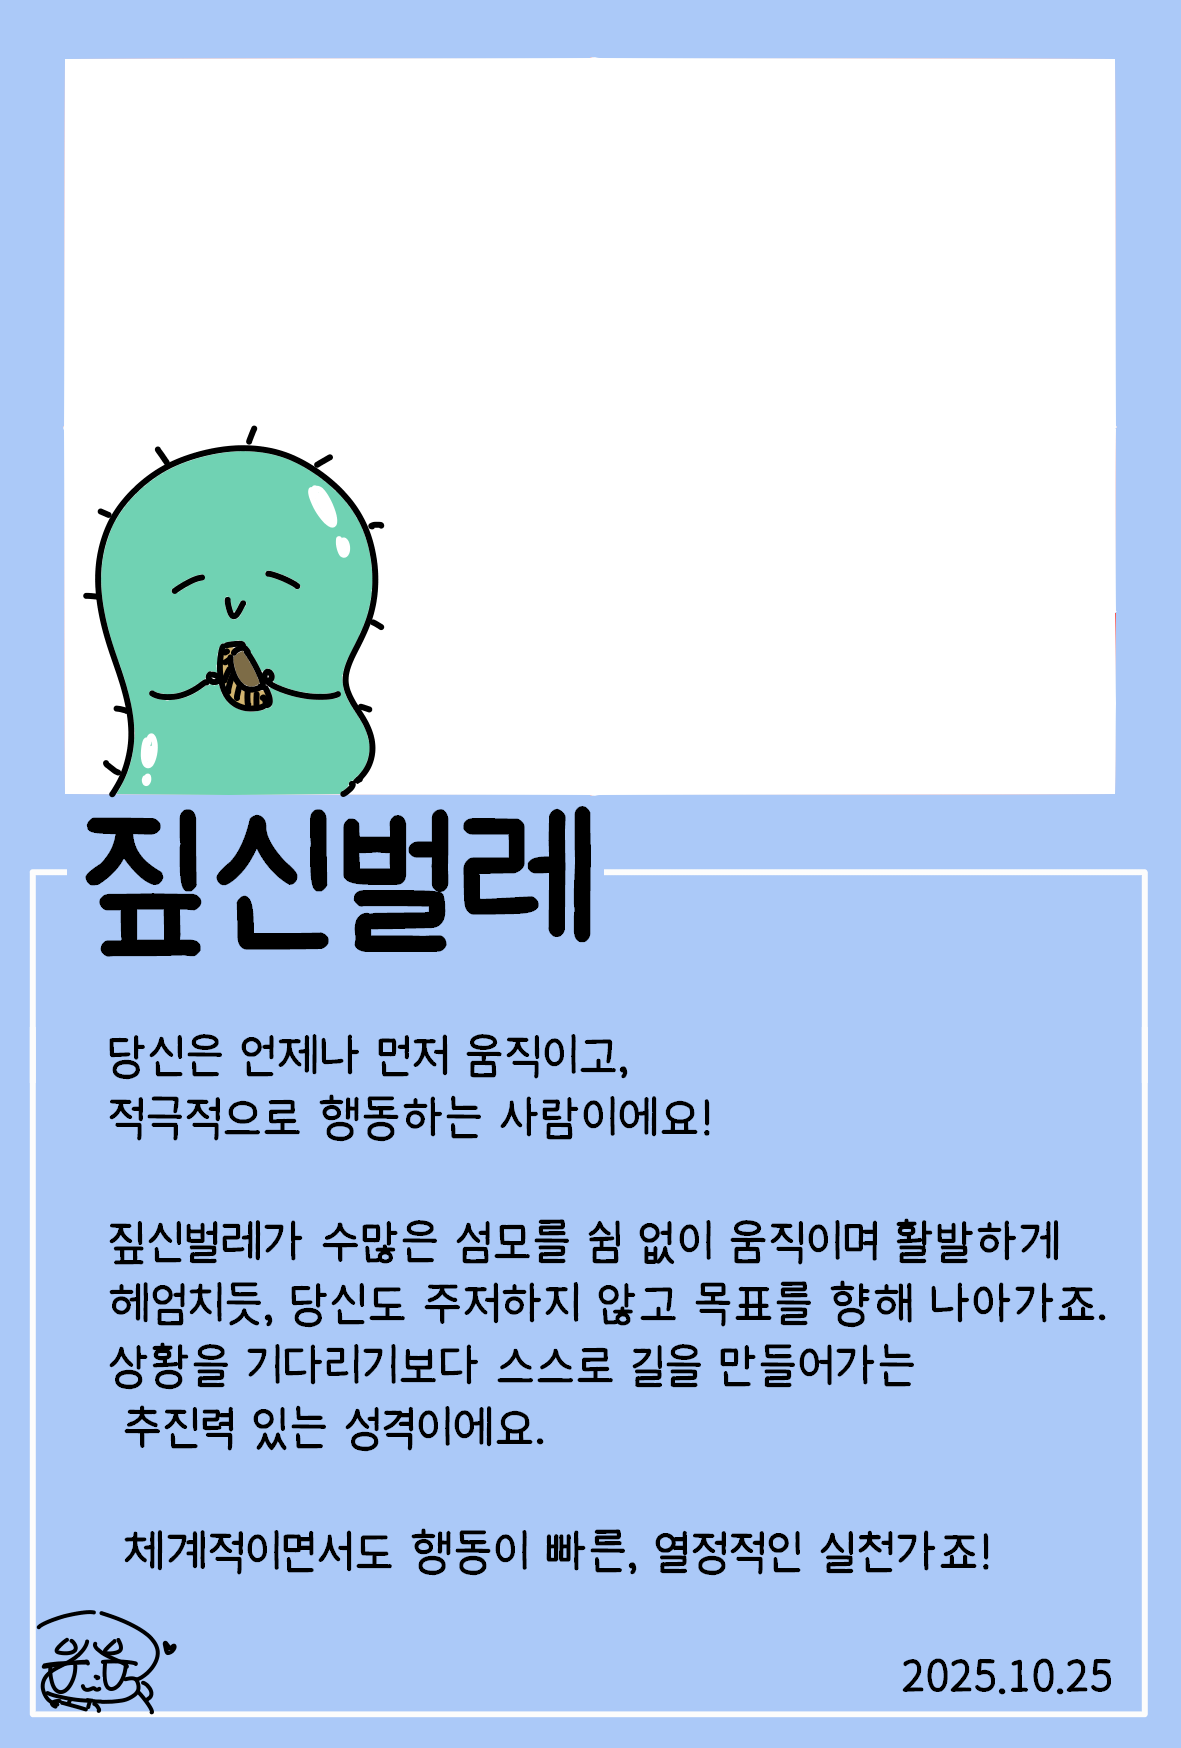 짚신벌레
당신은 언제나 먼저 움직이고,
적극적으로 행동하는 사람이에요!
짚신벌레가 수많은 섬모를 쉼 없이 움직이며 활발하게
헤엄치듯, 당신도 주저하지 않고 목표를 향해 나아가죠.
상황을 기다리기보다 스스로 길을 만들어가는
추진력 있는 성격이에요.
체계적이면서도 행동이 빠른, 열정적인 실천가죠!
2025.10.25